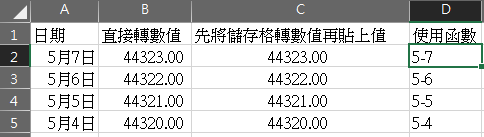 A B C D
1 日期 直接轉數值 先將儲存格轉數值再貼上值 使用函數
2 5月7日 44323.00 44323.00 5-7
3 5月6日 44322.00 44322.00 5-6
4 5月5日 44321.00 44321.00 5-5
5 5月4日 44320.00 44320.00 5-4